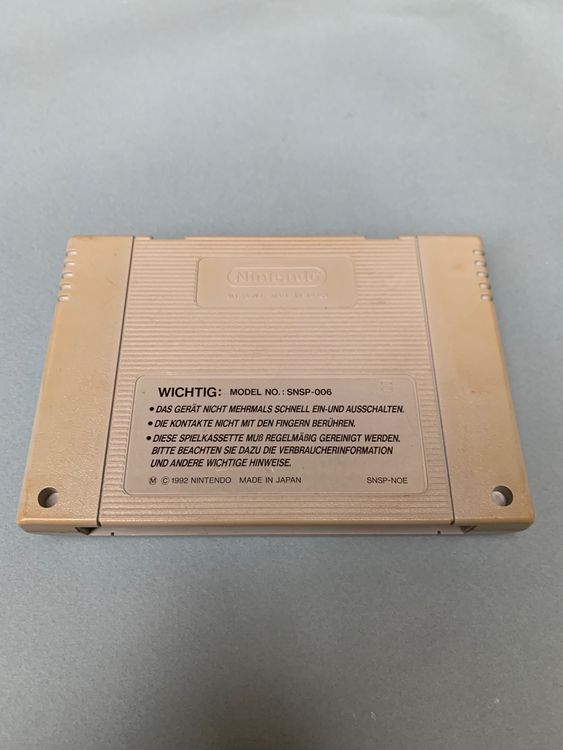 Nintendo
WICHTIG: MODEL NO.: SNSP-006
• DAS GERÄT NICHT MEHRMALS SCHNELL EIN-UND AUSSCHALTEN.
• DIE KONTAKTE NICHT MIT DEN FINGERN BERÜHREN.
• DIESE SPIELKASSETTE MUß REGELMÄßIG GEREINIGT WERDEN.
BITTE BEACHTEN SIE DAZU DIE VERBRAUCHERINFORMATION
UND ANDERE WICHTIGE HINWEISE.
Ⓜ © 1992 NINTENDO MADE IN JAPAN SNSP-NOE